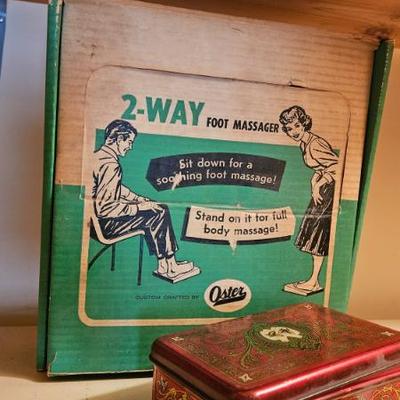 2-WAY FOOT MASSAGER
Sit down for a
soothing foot massage!
Stand on it for full
body massage!
CUSTOM CRAFTED BY Oster